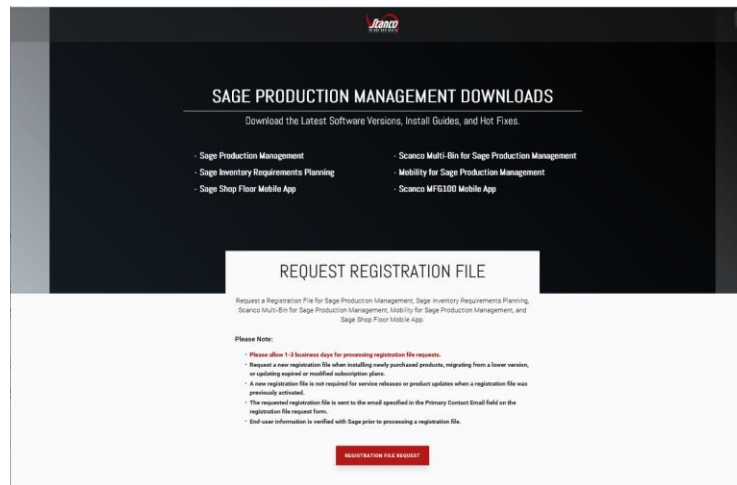 Scanco
SAGE PRODUCTION MANAGEMENT DOWNLOADS
Download the Latest Software Versions, Install Guides, and Hot Fixes.
- Sage Production Management
- Sage Inventory Requirements Planning
- Sage Shop Floor Mobile App
- Scanco Multi-Bin for Sage Production Management
- Mobility for Sage Production Management
- Scanco MFG100 Mobile App
REQUEST REGISTRATION FILE
Request a Registration File for Sage Production Management, Sage Inventory Requirements Planning,
Scanco Multi-Bin for Sage Production Management, Mobility for Sage Production Management, and
Sage Shop Floor Mobile App.
Please Note:
• Please allow 1-3 business days for processing registration file requests.
• Request a new registration file when installing newly purchased products, migrating from a lower version,
or updating expired or modified subscription plans.
• A new registration file is not required for service releases or product updates when a registration file was
previously activated.
• The requested registration file is sent to the email specified in the Primary Contact Email field on the
registration file request form.
• End-user information is verified with Sage prior to processing a registration file.
REGISTRATION FILE REQUEST